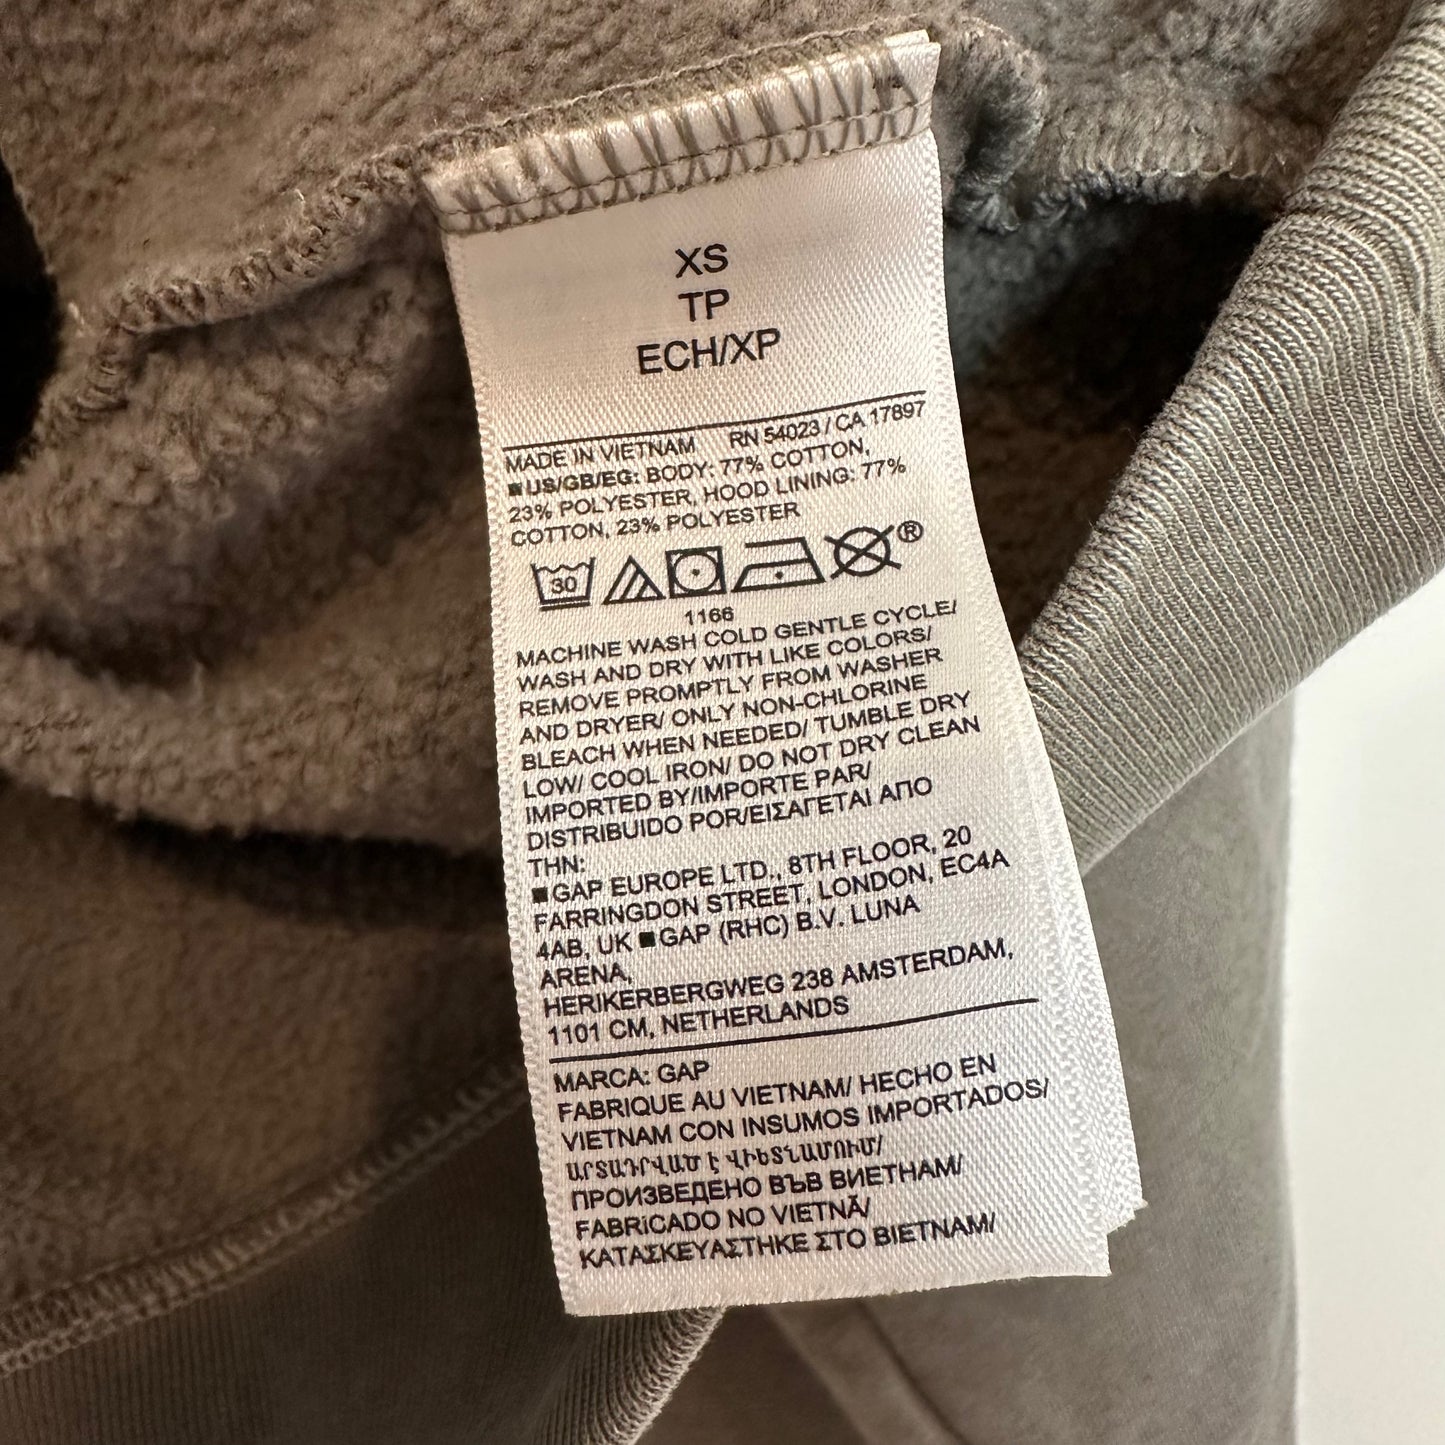 XS
TP
ECH/XP
MADE IN VIETNAM RN 54023 / CA 17897
■US/GB/EG: BODY: 77% COTTON,
23% POLYESTER, HOOD LINING: 77%
COTTON, 23% POLYESTER
30 ®
1166
MACHINE WASH COLD GENTLE CYCLE/
WASH AND DRY WITH LIKE COLORS/
REMOVE PROMPTLY FROM WASHER
AND DRYER/ ONLY NON-CHLORINE
BLEACH WHEN NEEDED/ TUMBLE DRY
LOW/ COOL IRON/ DO NOT DRY CLEAN
IMPORTED BY/IMPORTE PAR/
DISTRIBUIDO POR/ΕΙΣΑΓΕΤΑΙ ΑΠΟ
ΤΗΝ:
■GAP EUROPE LTD., 8TH FLOOR, 20
FARRINGDON STREET, LONDON, EC4A
4AB, UK ■GAP (RHC) B.V. LUNA
ARENA,
HERIKERBERGWEG 238 AMSTERDAM,
1101 CM, NETHERLANDS
MARCA: GAP
FABRIQUE AU VIETNAM/ HECHO EN
VIETNAM CON INSUMOS IMPORTADOS/
ԱՐՏԱԴՐՎԱԾ Է ՎԻԵՏՆԱՄՈՒՄ/
ПРОИЗВЕДЕНО ВЪВ ВИЕТНАМ/
FABRiCADO NO VIETNÃ/
ΚΑΤΑΣΚΕΥΑΣΤΗΚΕ ΣΤΟ ΒΙΕΤΝΑΜ/